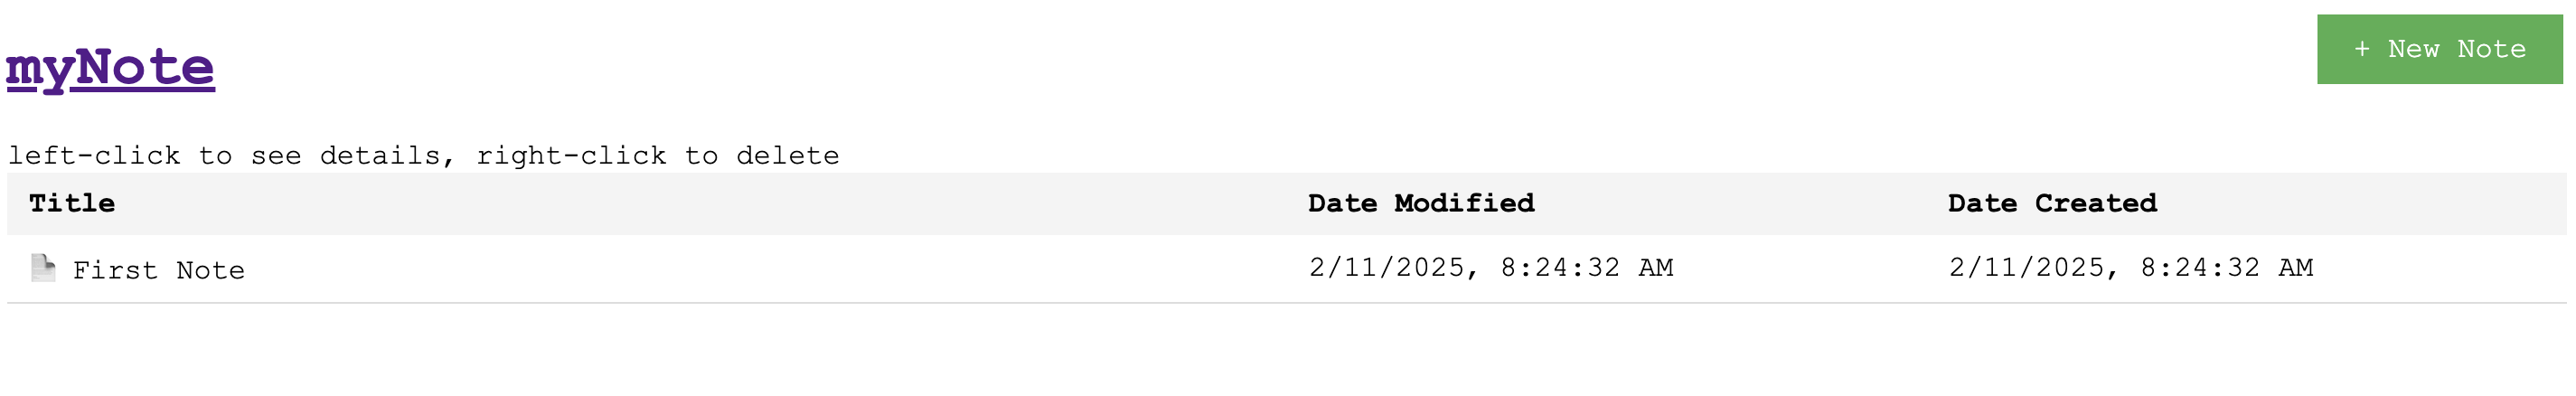 myNote
+ New Note
left-click to see details, right-click to delete
Title Date Modified Date Created
First Note 2/11/2025, 8:24:32 AM 2/11/2025, 8:24:32 AM